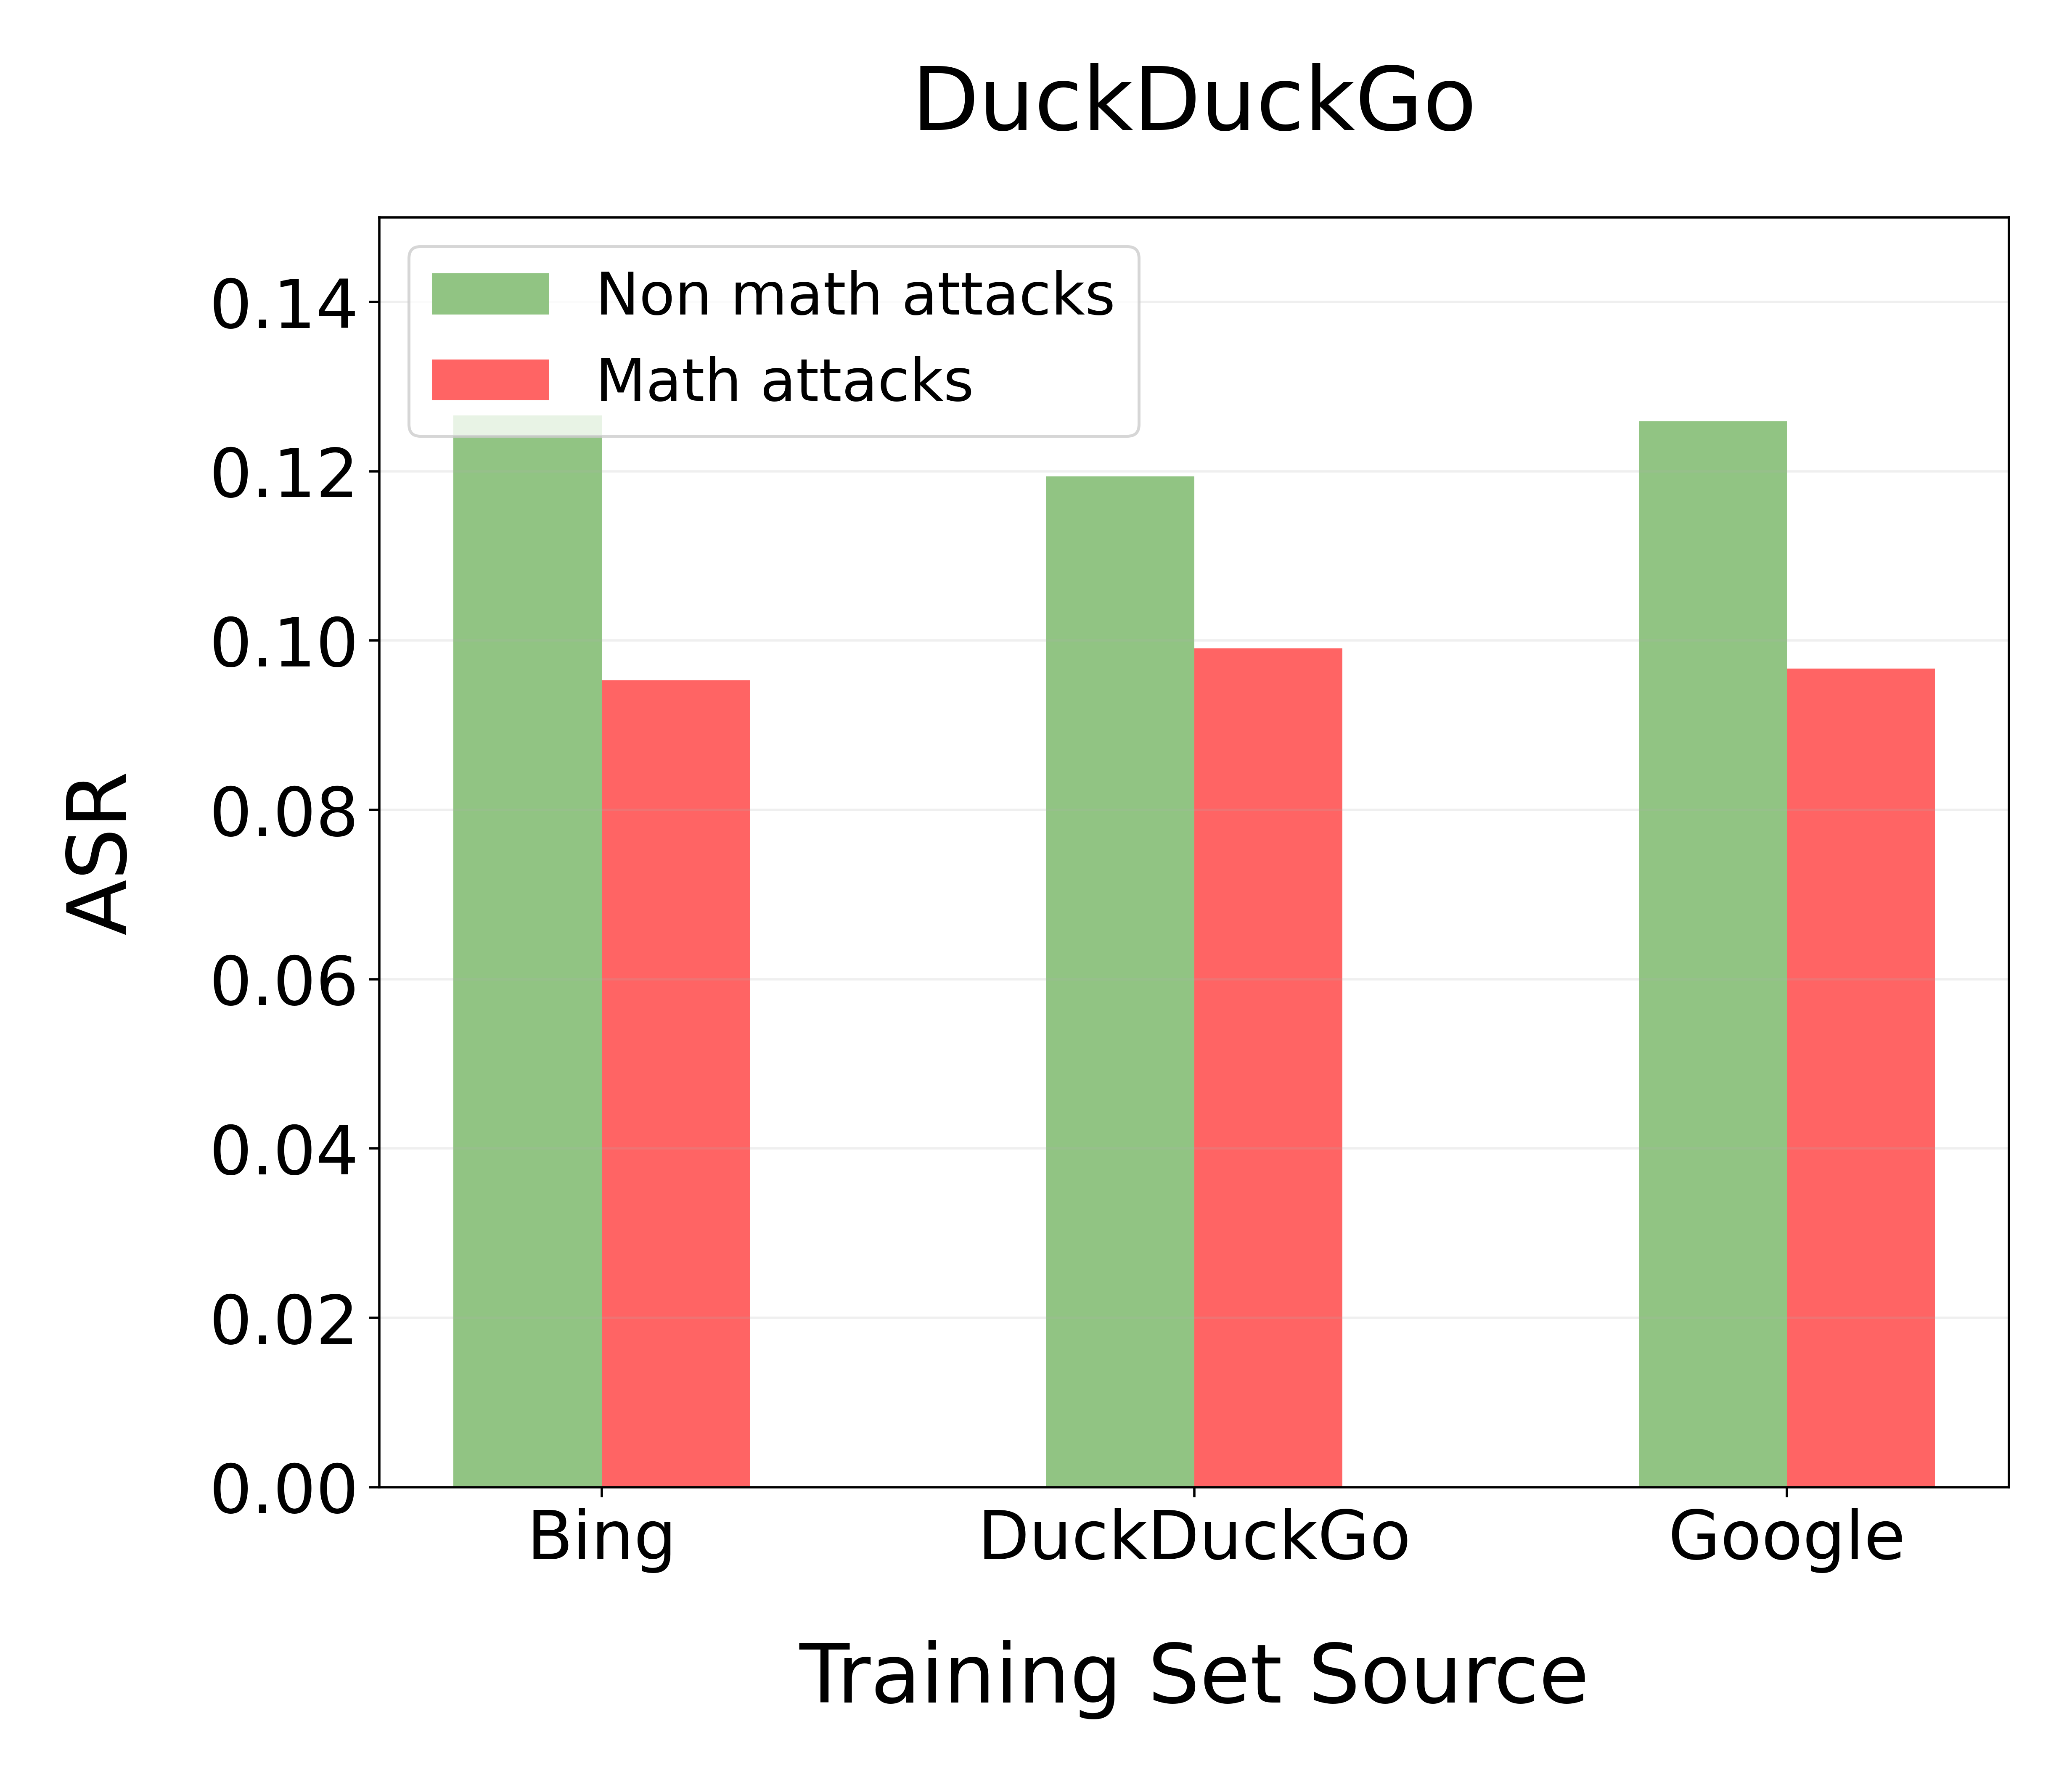 DuckDuckGo
Non math attacks
Math attacks
0.14
0.12
0.10
0.08
0.06
0.04
0.02
0.00
ASR
Bing
DuckDuckGo
Google
Training Set Source